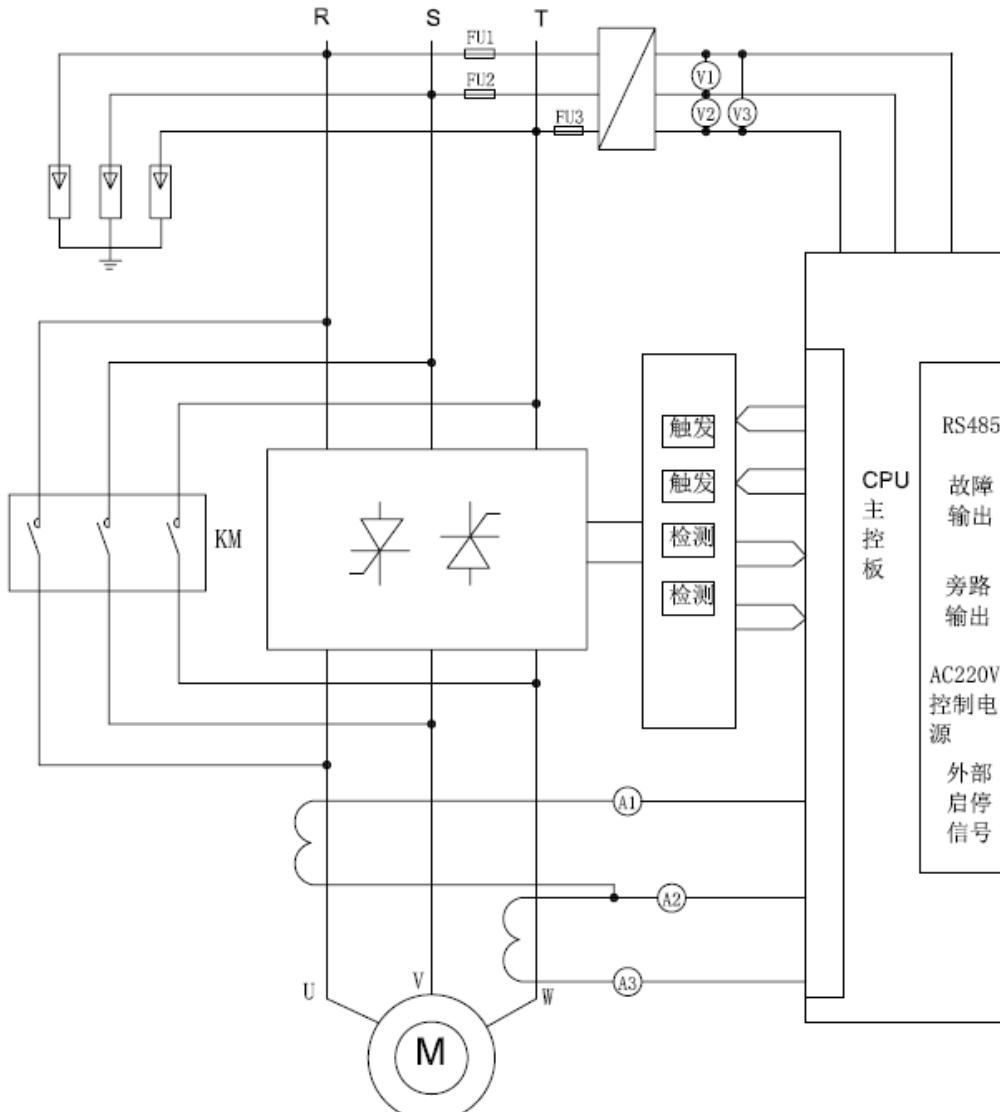 R
S
T
FU1
FU2
FU3
V1
V2
V3
触发
触发
检测
检测
KM
CPU
主
控
板
RS485
故障
输出
旁路
输出
AC220V
控制电
源
外部
启停
信号
A1
A2
A3
U
V
W
M